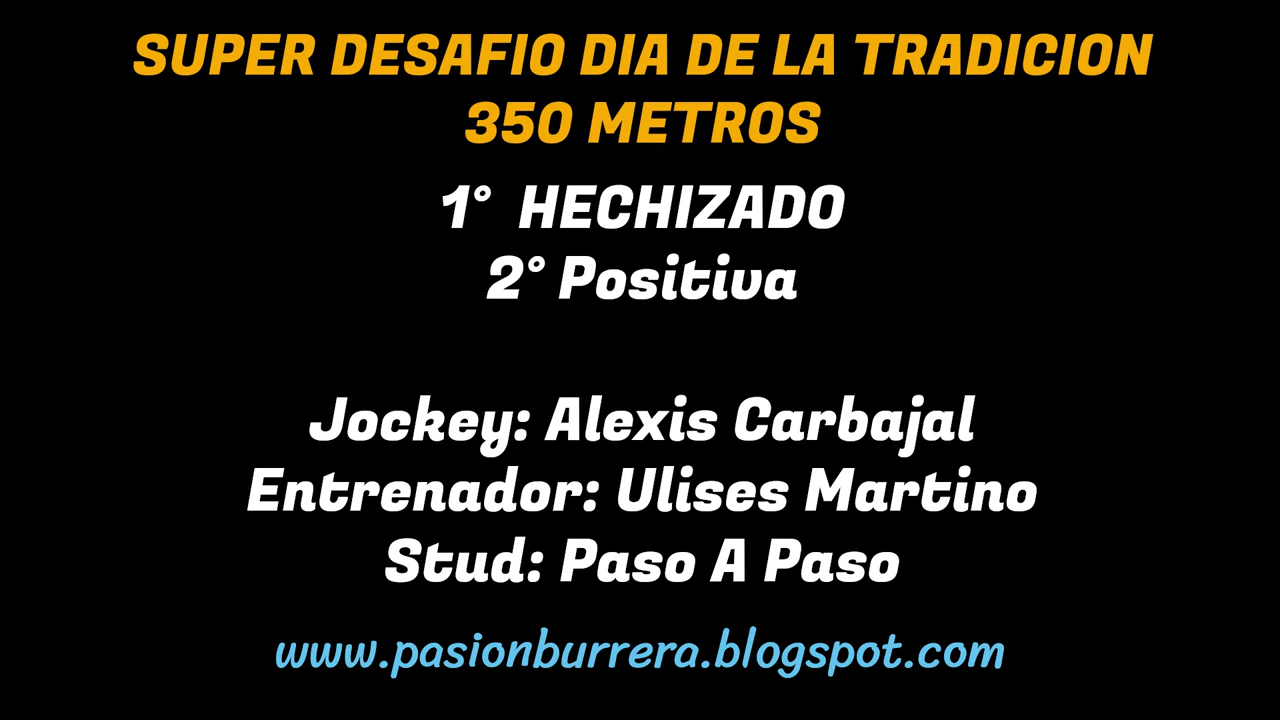 SUPER DESAFIO DIA DE LA TRADICION
350 METROS
1° HECHIZADO
2° Positiva
Jockey: Alexis Carbajal
Entrenador: Ulises Martino
Stud: Paso A Paso
www.pasionburrera.blogspot.com